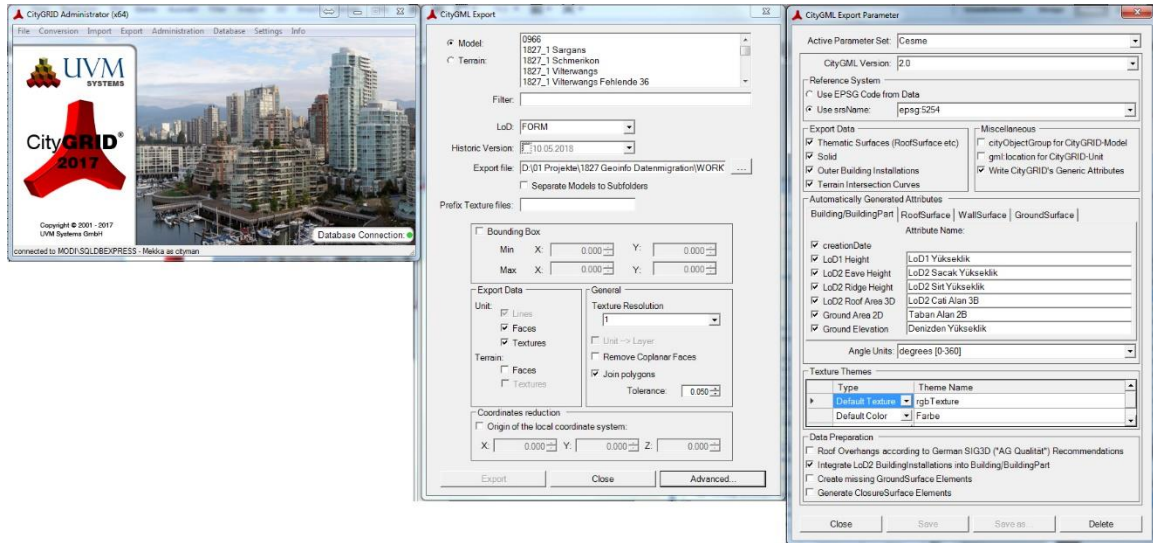 CityGRID Administrator (x64)
File Conversion Import Export Administration Database Settings Info
UVM
SYSTEMS
CityGRID®
2017
Copyright © 2001 - 2017
UVM Systems GmbH
Database Connection:
connected to MODI\SQLDBEXPRESS - Mekka as cityman
CityGML Export
Model:
Terrain:
0966
1827_1 Sargans
1827_1 Schmerikon
1827_1 Vilterwangs
1827_1 Vilterwangs Fehlende 36
Filter:
LoD: FORM
Historic Version: 10.05.2018
Export file: D:\01 Projekte\1827 Geoinfo Datenmigration\WORK ...
Separate Models to Subfolders
Prefix Texture files:
Bounding Box
Min X: 0.000 Y: 0.000
Max X: 0.000 Y: 0.000
Export Data
Unit:
Lines
Faces
Textures
Terrain:
Faces
Textures
General
Texture Resolution
1
Unit --> Layer
Remove Coplanar Faces
Join polygons
Tolerance: 0.050
Coordinates reduction
Origin of the local coordinate system:
X: 0.000 Y: 0.000 Z: 0.000
Export Close Advanced...
CityGML Export Parameter
Active Parameter Set: Cesme
CityGML Version: 2.0
Reference System
Use EPSG Code from Data
Use srsName: epsg:5254
Export Data
Thematic Surfaces (RoofSurface etc)
Solid
Outer Building Installations
Terrain Intersection Curves
Miscellaneous
cityObjectGroup for CityGRID-Model
gml:location for CityGRID-Unit
Write CityGRID's Generic Attributes
Automatically Generated Attributes
Building/BuildingPart RoofSurface WallSurface GroundSurface
Attribute Name:
creationDate
LoD1 Height LoD1 Yükseklik
LoD2 Eave Height LoD2 Sacak Yükseklik
LoD2 Ridge Height LoD2 Sirt Yükseklik
LoD2 Roof Area 3D LoD2 Cati Alan 3B
Ground Area 2D Taban Alan 2B
Ground Elevation Denizden Yükseklik
Angle Units: degrees [0-360]
Texture Themes
Type Theme Name
Default Texture rgbTexture
Default Color Farbe
Data Preparation
Roof Overhangs according to German SIG3D ("AG Qualität") Recommendations
Integrate LoD2 BuildingInstallations into Building/BuildingPart
Create missing GroundSurface Elements
Generate ClosureSurface Elements
Close Save Save as... Delete